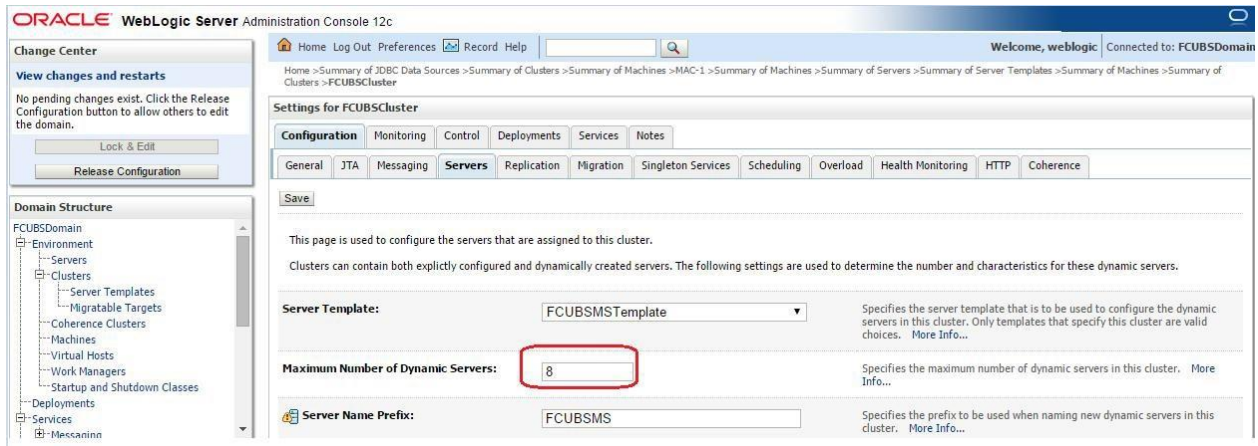 ORACLE WebLogic Server Administration Console 12c
Change Center
View changes and restarts
No pending changes exist. Click the Release
Configuration button to allow others to edit
the domain.
Lock & Edit
Release Configuration
Domain Structure
FCUBSDomain
Environment
Servers
Clusters
Server Templates
Migratable Targets
Coherence Clusters
Machines
Virtual Hosts
Work Managers
Startup and Shutdown Classes
Deployments
Services
Messaging
Home Log Out Preferences Record Help
Welcome, weblogic Connected to: FCUBSDomain
Home >Summary of JDBC Data Sources >Summary of Clusters >Summary of Machines >MAC-1 >Summary of Machines >Summary of Servers >Summary of Server Templates >Summary of Machines >Summary of
Clusters >FCUBSCluster
Settings for FCUBSCluster
Configuration Monitoring Control Deployments Services Notes
General JTA Messaging Servers Replication Migration Singleton Services Scheduling Overload Health Monitoring HTTP Coherence
Save
This page is used to configure the servers that are assigned to this cluster.
Clusters can contain both explictly configured and dynamically created servers. The following settings are used to determine the number and characteristics for these dynamic servers.
Server Template: FCUBSMSTemplate
Specifies the server template that is to be used to configure the dynamic
servers in this cluster. Only templates that specify this cluster are valid
choices. More Info...
Maximum Number of Dynamic Servers: 8
Specifies the maximum number of dynamic servers in this cluster. More
Info...
Server Name Prefix: FCUBSMS
Specifies the prefix to be used when naming new dynamic servers in this
cluster. More Info...